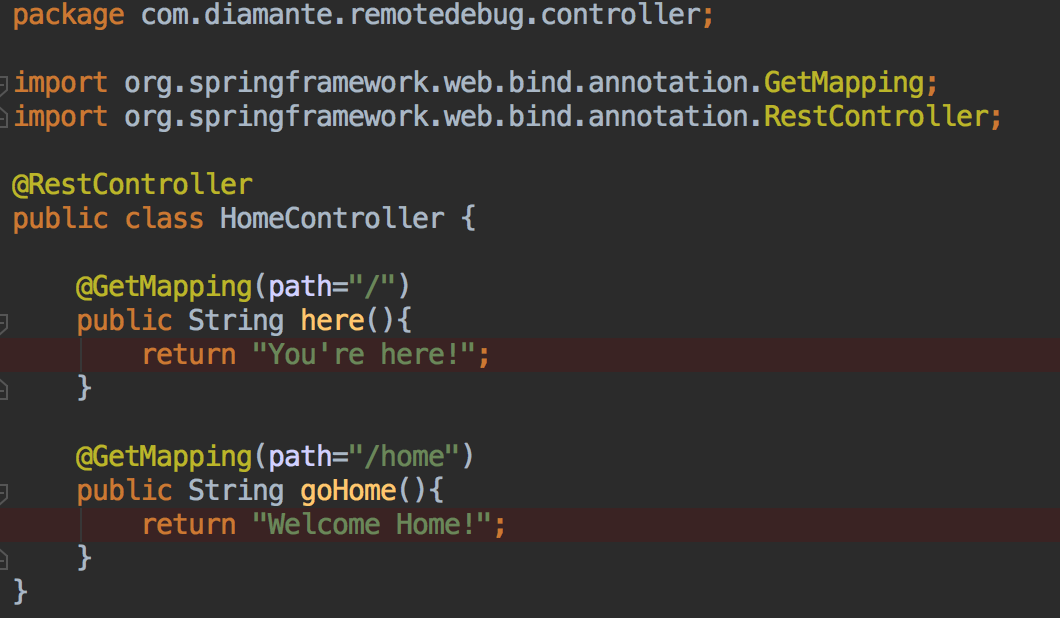 package com.diamante.remotedebug.controller;
import org.springframework.web.bind.annotation.GetMapping;
import org.springframework.web.bind.annotation.RestController;
@RestController
public class HomeController {
@GetMapping(path="/")
public String here(){
return "You're here!";
}
@GetMapping(path="/home")
public String goHome(){
return "Welcome Home!";
}
}